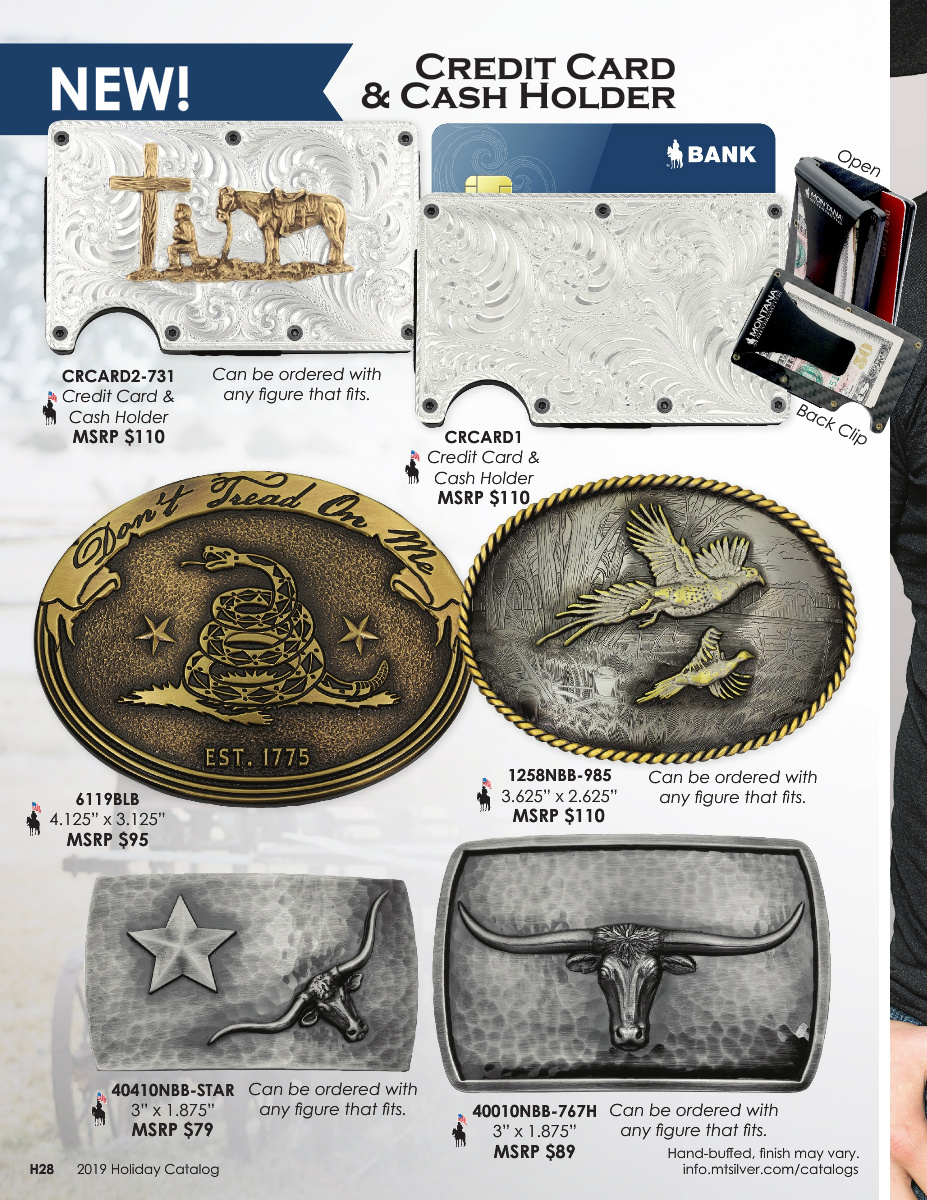 NEW!
CREDIT CARD
& CASH HOLDER
BANK
Open
MONTANA
MONTANA
Back Clip
CRCARD2-731
Credit Card &
Cash Holder
MSRP $110
Can be ordered with
any figure that fits.
CRCARD1
Credit Card &
Cash Holder
MSRP $110
Don't Tread On Me
EST. 1775
6119BLB
4.125” x 3.125”
MSRP $95
1258NBB-985
3.625” x 2.625”
MSRP $110
Can be ordered with
any figure that fits.
40410NBB-STAR
3” x 1.875”
MSRP $79
Can be ordered with
any figure that fits.
40010NBB-767H
3” x 1.875”
MSRP $89
Can be ordered with
any figure that fits.
Hand-buffed, finish may vary.
info.mtsilver.com/catalogs
H28 2019 Holiday Catalog